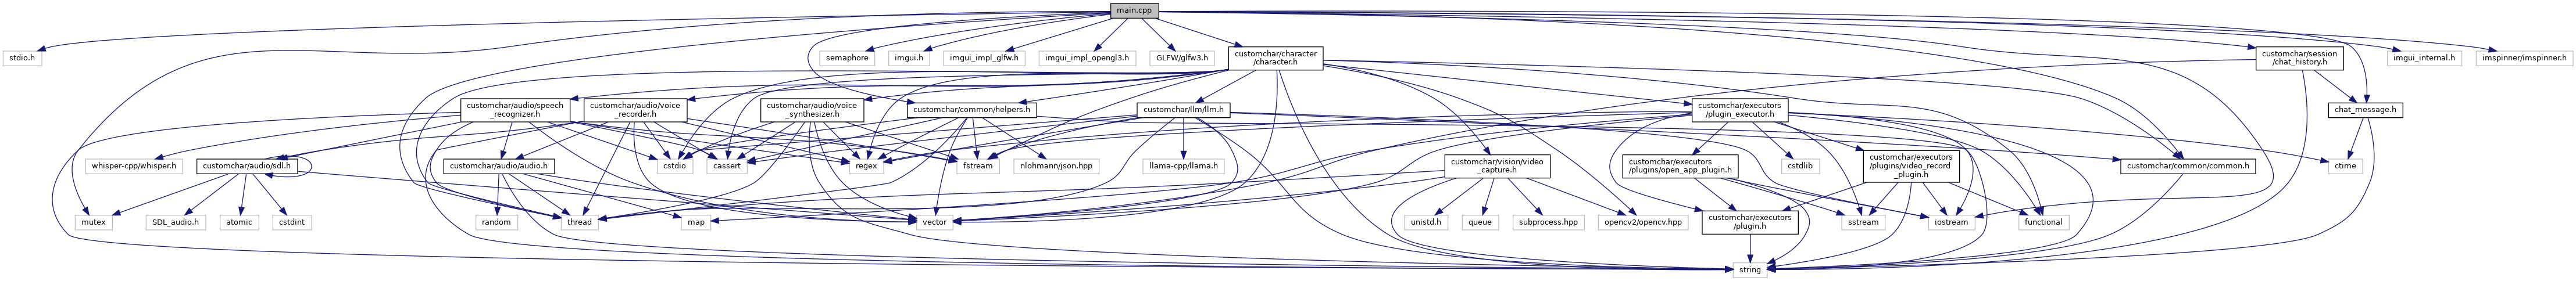 main.cpp
stdio.h
semaphore
imgui.h
imgui_impl_glfw.h
imgui_impl_opengl3.h
GLFW/glfw3.h
customchar/character
/character.h
customchar/session
/chat_history.h
imgui_internal.h
imspinner/imspinner.h
customchar/audio/speech
_recognizer.h
customchar/audio/voice
_recorder.h
customchar/audio/voice
_synthesizer.h
customchar/common/helpers.h
customchar/llm/llm.h
customchar/executors
/plugin_executor.h
chat_message.h
whisper-cpp/whisper.h
customchar/audio/sdl.h
customchar/audio/audio.h
cstdio
cassert
regex
fstream
nlohmann/json.hpp
llama-cpp/llama.h
customchar/vision/video
_capture.h
customchar/executors
/plugins/open_app_plugin.h
cstdlib
customchar/executors
/plugins/video_record
_plugin.h
customchar/common/common.h
ctime
mutex
SDL_audio.h
atomic
cstdint
random
thread
map
vector
unistd.h
queue
subprocess.hpp
opencv2/opencv.hpp
customchar/executors
/plugin.h
sstream
iostream
functional
string